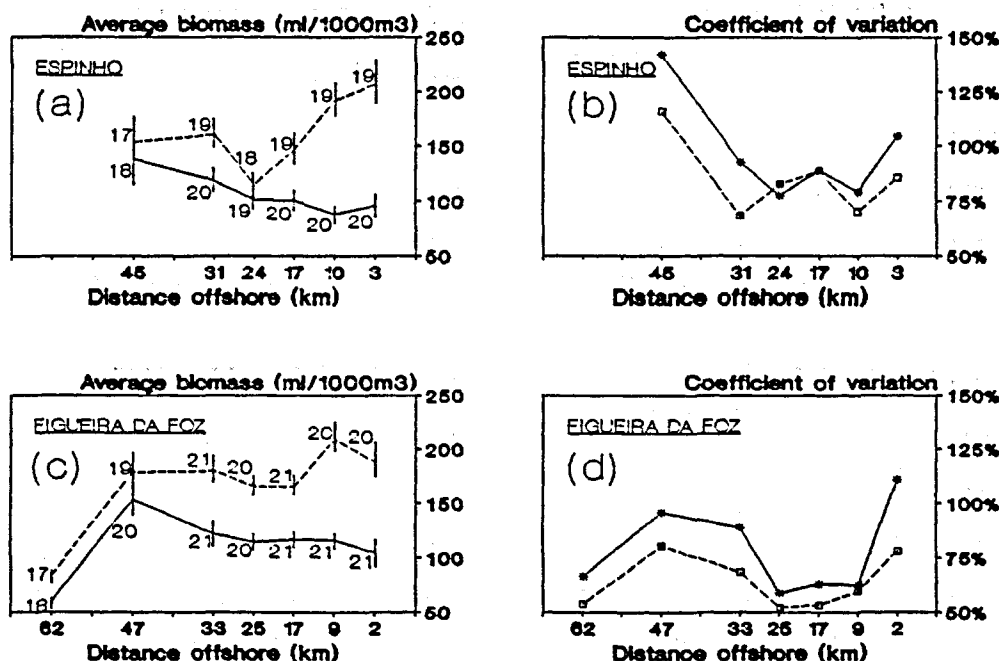 Average biomass (ml/1000m3)
250
200
150
100
50
ESPINHO
(a)
17
19
18
19
19
19
18
20
19
20
20
20
45 31 24 17 10 3
Distance offshore (km)
Coefficient of variation
150%
125%
100%
75%
50%
ESPINHO
(b)
45 31 24 17 10 3
Distance offshore (km)
Average biomass (ml/1000m3)
250
200
150
100
50
FIGUEIRA DA FOZ
(c)
17
19
21
20
21
20
20
18
20
21
20
21
21
21
62 47 33 25 17 9 2
Distance offshore (km)
Coefficient of variation
150%
125%
100%
75%
50%
FIGUEIRA DA FOZ
(d)
62 47 33 25 17 9 2
Distance offshore (km)